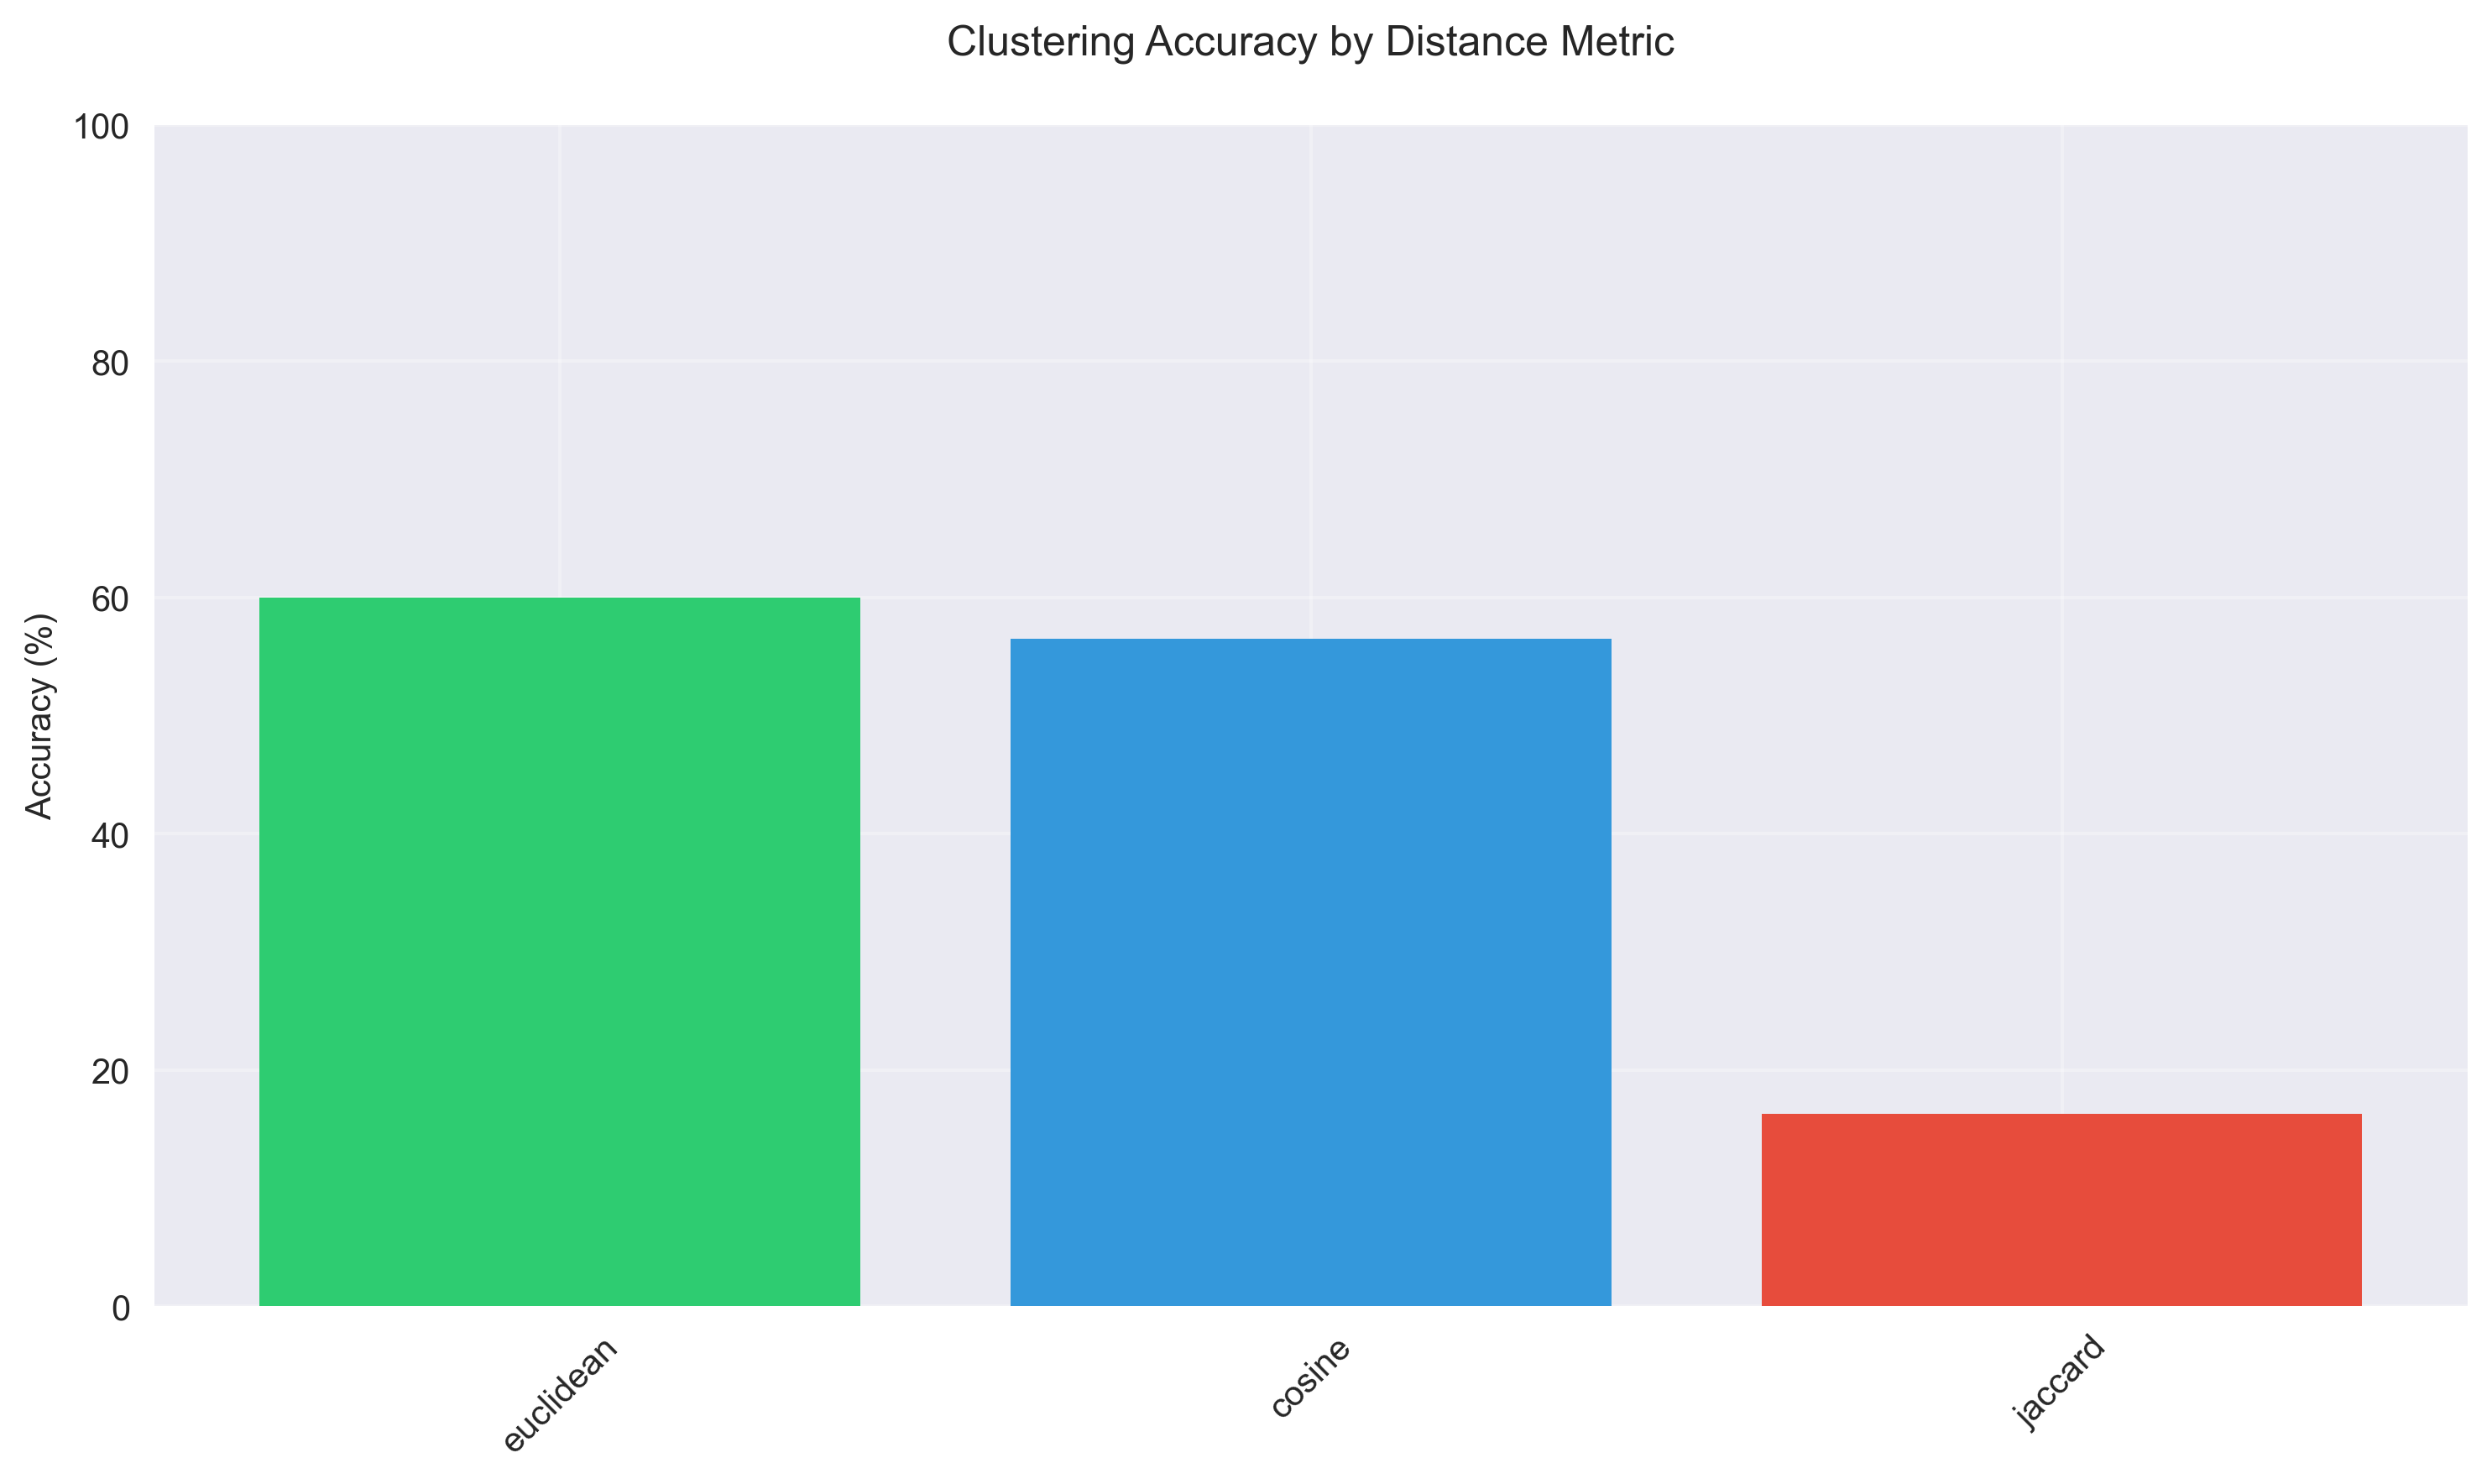 Clustering Accuracy by Distance Metric
100
80
60
40
20
0
Accuracy (%)
euclidean
cosine
jaccard